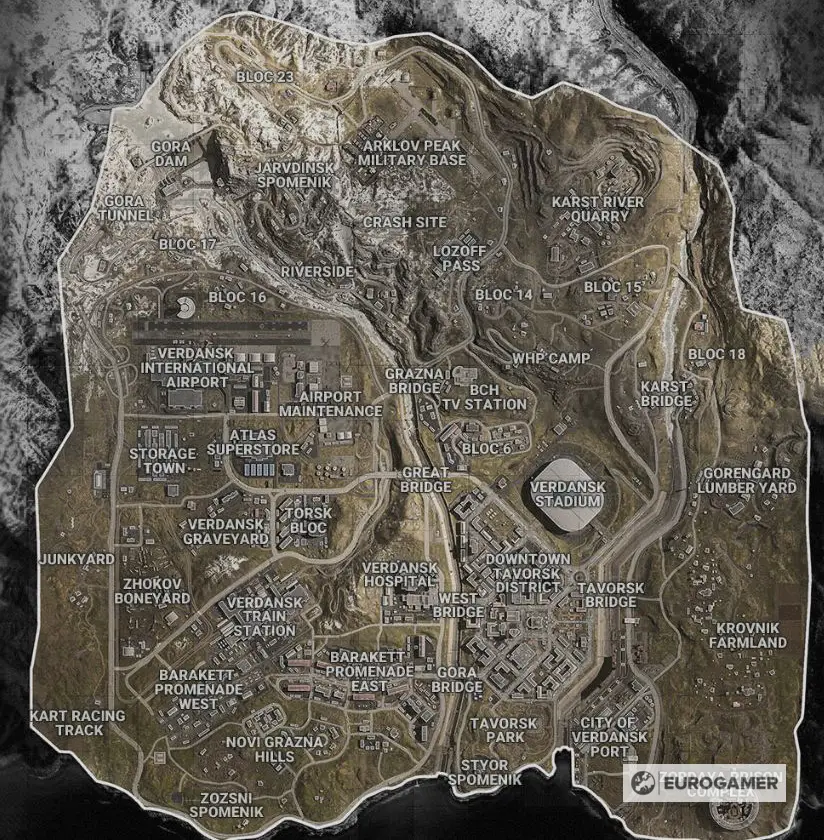 BLOC 23
GORA
DAM
JARVDINSK
SPOMENIK
ARKLOV PEAK
MILITARY BASE
GORA
TUNNEL
KARST RIVER
QUARRY
CRASH SITE
BLOC 17
LOZOFF
PASS
RIVERSIDE
BLOC 16
BLOC 14
BLOC 15
VERDANSK
INTERNATIONAL
AIRPORT
WHP CAMP
BLOC 18
GRAZNA
BRIDGE
BCH
TV STATION
KARST
BRIDGE
AIRPORT
MAINTENANCE
ATLAS
SUPERSTORE
STORAGE
TOWN
BLOC 6
GREAT
BRIDGE
VERDANSK
STADIUM
GORENGARD
LUMBER YARD
VERDANSK
GRAVEYARD
TORSK
BLOC
JUNKYARD
ZHOKOV
BONEYARD
VERDANSK
HOSPITAL
DOWNTOWN
TAVORSK
DISTRICT
VERDANSK
TRAIN
STATION
WEST
BRIDGE
TAVORSK
BRIDGE
KROVNIK
FARMLAND
BARAKETT
PROMENADE
WEST
BARAKETT
PROMENADE
EAST
GORA
BRIDGE
KART RACING
TRACK
NOVI GRAZNA
HILLS
TAVORSK
PARK
CITY OF
VERDANSK
PORT
STYOR
SPOMENIK
ZOZSNI
SPOMENIK
ZORDAYA PRISON
COMPLEX
EUROGAMER